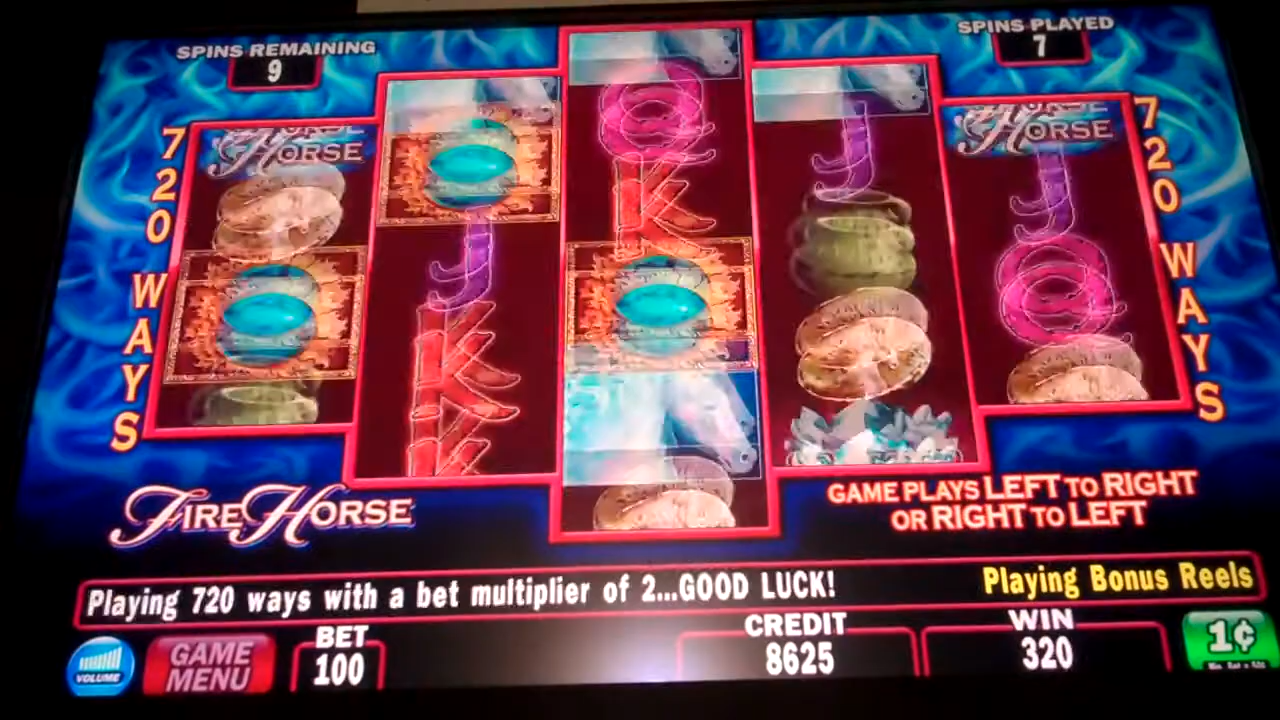 SPINS REMAINING
9
SPINS PLAYED
7
720 WAYS
720 WAYS
HORSE
HORSE
Q
J
K
J
J
K
Q
K
FIRE HORSE
GAME PLAYS LEFT TO RIGHT
OR RIGHT TO LEFT
Playing 720 ways with a bet multiplier of 2...GOOD LUCK!
Playing Bonus Reels
VOLUME
GAME
MENU
BET
100
CREDIT
8625
WIN
320
1¢